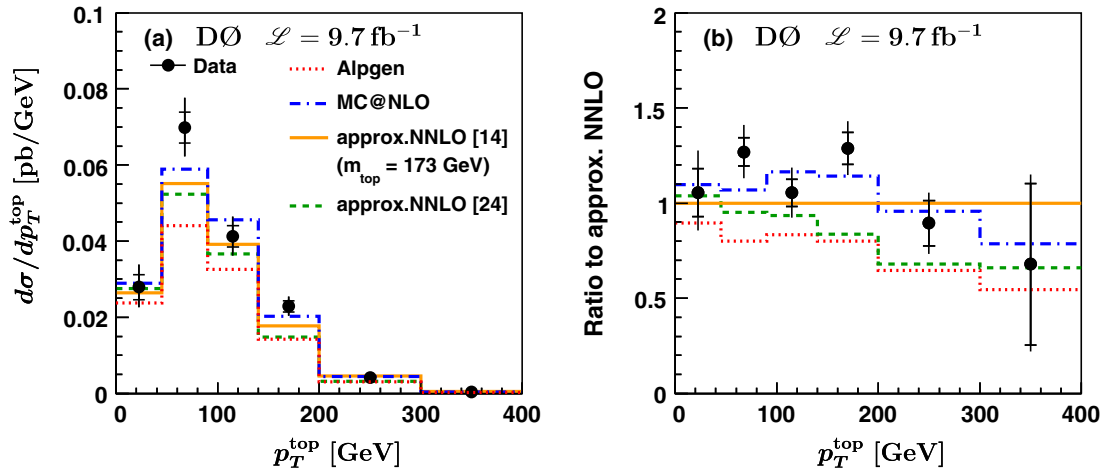 (a) DØ ℒ = 9.7 fb⁻¹
Data
Alpgen
MC@NLO
approx.NNLO [14]
(m_top = 173 GeV)
approx.NNLO [24]
dσ/dp_T^top [pb/GeV]
0.1
0.08
0.06
0.04
0.02
0
0 100 200 300 400
p_T^top [GeV]
(b) DØ ℒ = 9.7 fb⁻¹
Ratio to approx. NNLO
2
1.5
1
0.5
0
0 100 200 300 400
p_T^top [GeV]